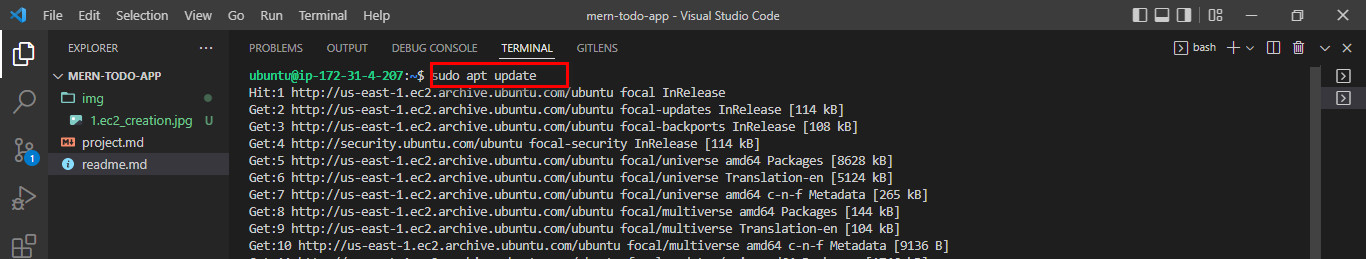 File Edit Selection View Go Run Terminal Help
mern-todo-app - Visual Studio Code
EXPLORER
MERN-TODO-APP
img
1.ec2_creation.jpg U
project.md
readme.md
1
PROBLEMS OUTPUT DEBUG CONSOLE TERMINAL GITLENS
bash
ubuntu@ip-172-31-4-207:~$ sudo apt update
Hit:1 http://us-east-1.ec2.archive.ubuntu.com/ubuntu focal InRelease
Get:2 http://us-east-1.ec2.archive.ubuntu.com/ubuntu focal-updates InRelease [114 kB]
Get:3 http://us-east-1.ec2.archive.ubuntu.com/ubuntu focal-backports InRelease [108 kB]
Get:4 http://security.ubuntu.com/ubuntu focal-security InRelease [114 kB]
Get:5 http://us-east-1.ec2.archive.ubuntu.com/ubuntu focal/universe amd64 Packages [8628 kB]
Get:6 http://us-east-1.ec2.archive.ubuntu.com/ubuntu focal/universe Translation-en [5124 kB]
Get:7 http://us-east-1.ec2.archive.ubuntu.com/ubuntu focal/universe amd64 c-n-f Metadata [265 kB]
Get:8 http://us-east-1.ec2.archive.ubuntu.com/ubuntu focal/multiverse amd64 Packages [144 kB]
Get:9 http://us-east-1.ec2.archive.ubuntu.com/ubuntu focal/multiverse Translation-en [104 kB]
Get:10 http://us-east-1.ec2.archive.ubuntu.com/ubuntu focal/multiverse amd64 c-n-f Metadata [9136 B]